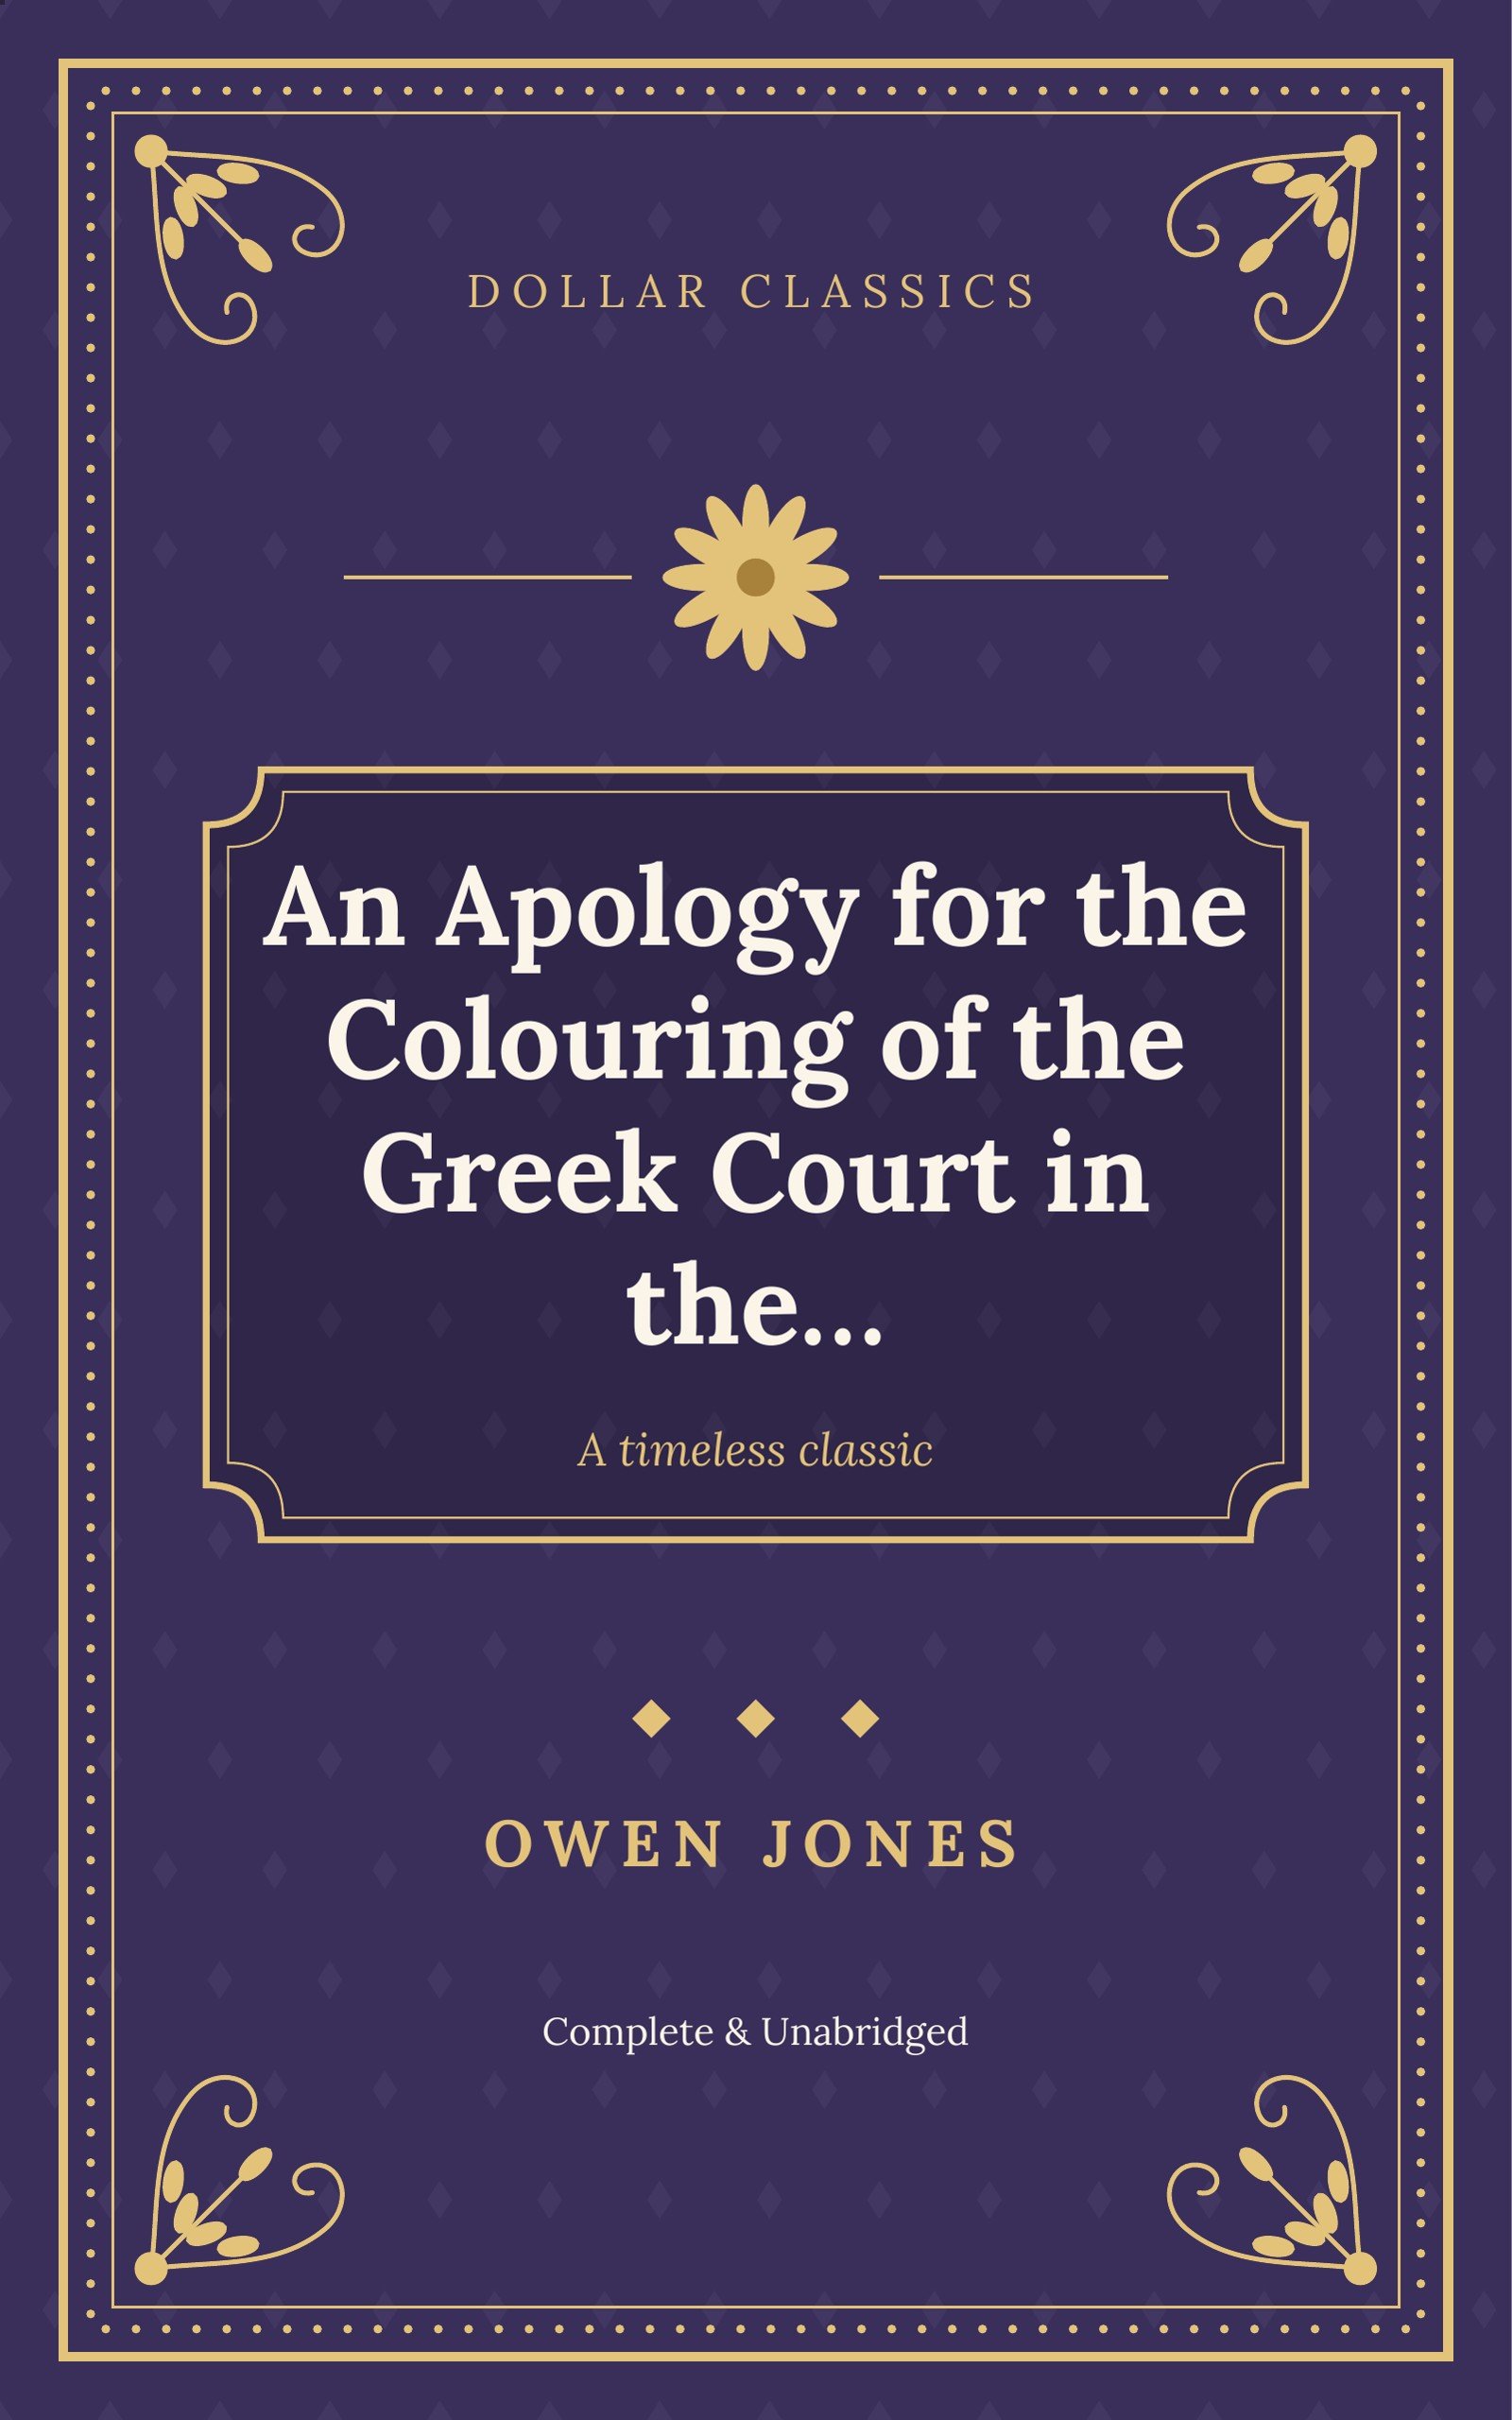 DOLLAR CLASSICS
An Apology for the
Colouring of the
Greek Court in
the...
A timeless classic
OWEN JONES
Complete & Unabridged